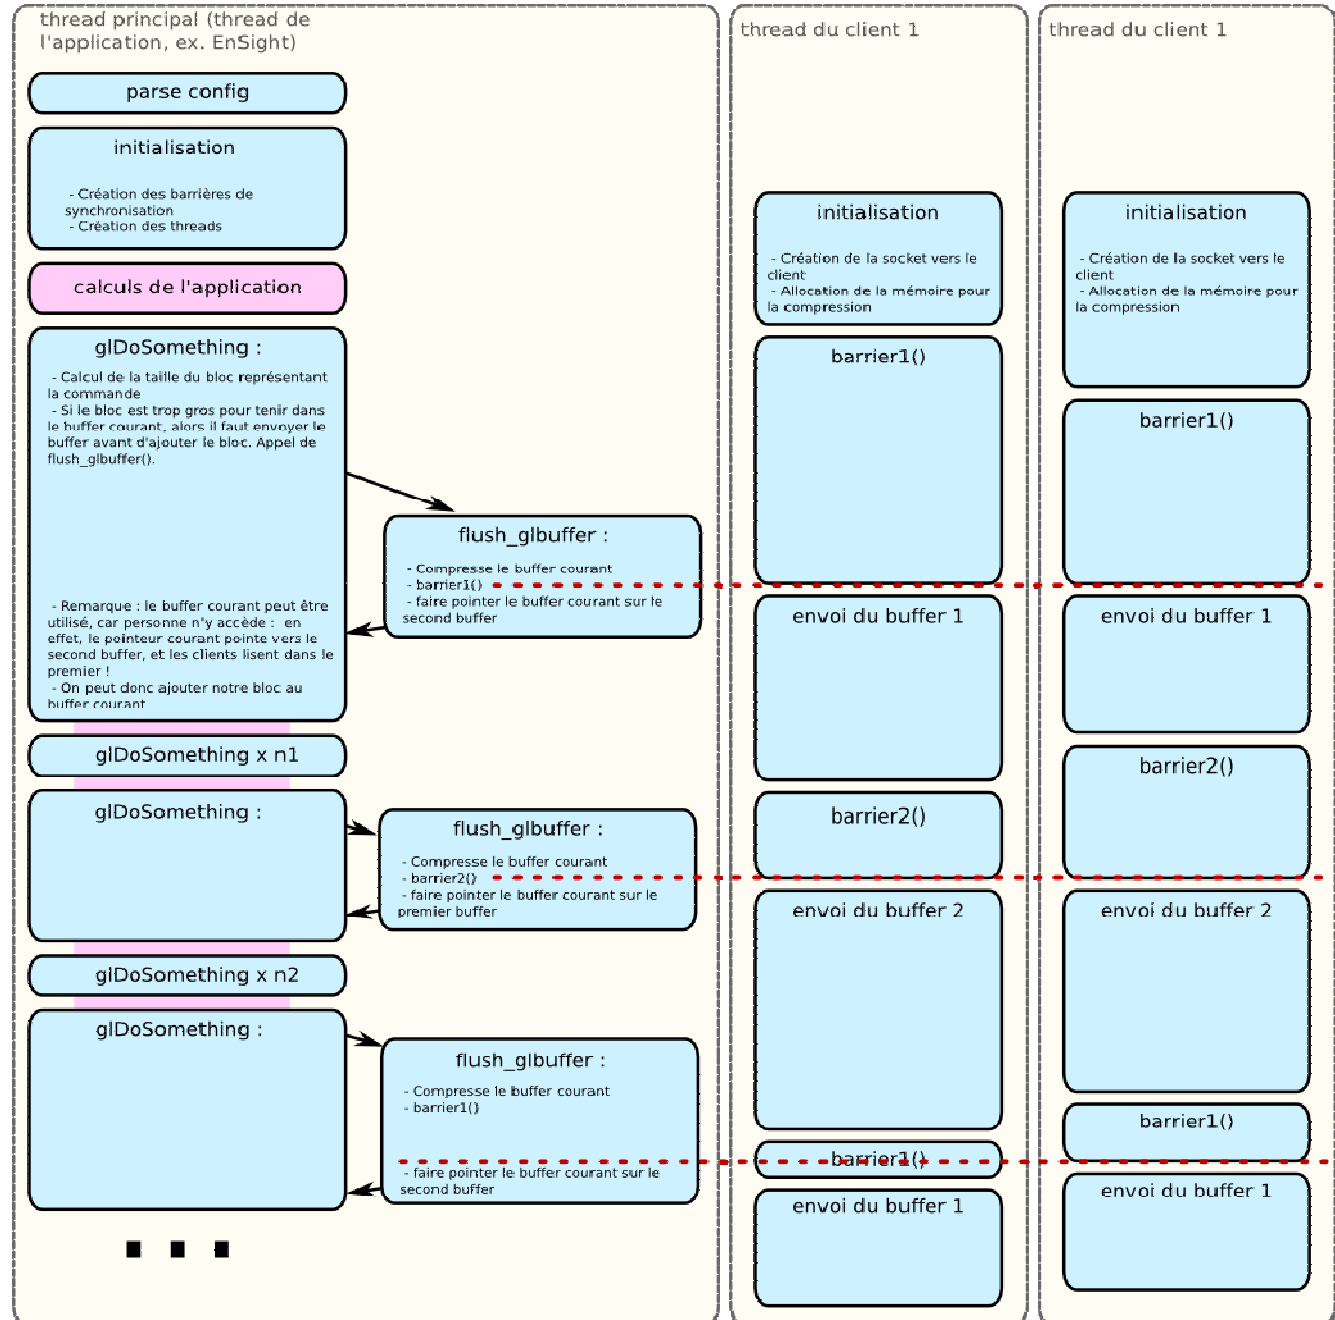 thread principal (thread de
l'application, ex. EnSight)
parse config
initialisation
- Création des barrières de
synchronisation
- Création des threads
calculs de l'application
glDoSomething :
- Calcul de la taille du bloc représentant
la commande
- Si le bloc est trop gros pour tenir dans
le buffer courant, alors il faut envoyer le
buffer avant d'ajouter le bloc. Appel de
flush_glbuffer().
- Remarque : le buffer courant peut être
utilisé, car personne n'y accède : en
effet, le pointeur courant pointe vers le
second buffer, et les clients lisent dans le
premier !
- On peut donc ajouter notre bloc au
buffer courant
glDoSomething x n1
glDoSomething :
glDoSomething x n2
glDoSomething :
flush_glbuffer :
- Compresse le buffer courant
- barrier1()
- faire pointer le buffer courant sur le
second buffer
flush_glbuffer :
- Compresse le buffer courant
- barrier2()
- faire pointer le buffer courant sur le
premier buffer
flush_glbuffer :
- Compresse le buffer courant
- barrier1()
- faire pointer le buffer courant sur le
second buffer
thread du client 1
initialisation
- Création de la socket vers le
client
- Allocation de la mémoire pour
la compression
barrier1()
envoi du buffer 1
barrier2()
envoi du buffer 2
barrier1()
envoi du buffer 1
thread du client 1
initialisation
- Création de la socket vers le
client
- Allocation de la mémoire pour
la compression
barrier1()
envoi du buffer 1
barrier2()
envoi du buffer 2
barrier1()
envoi du buffer 1